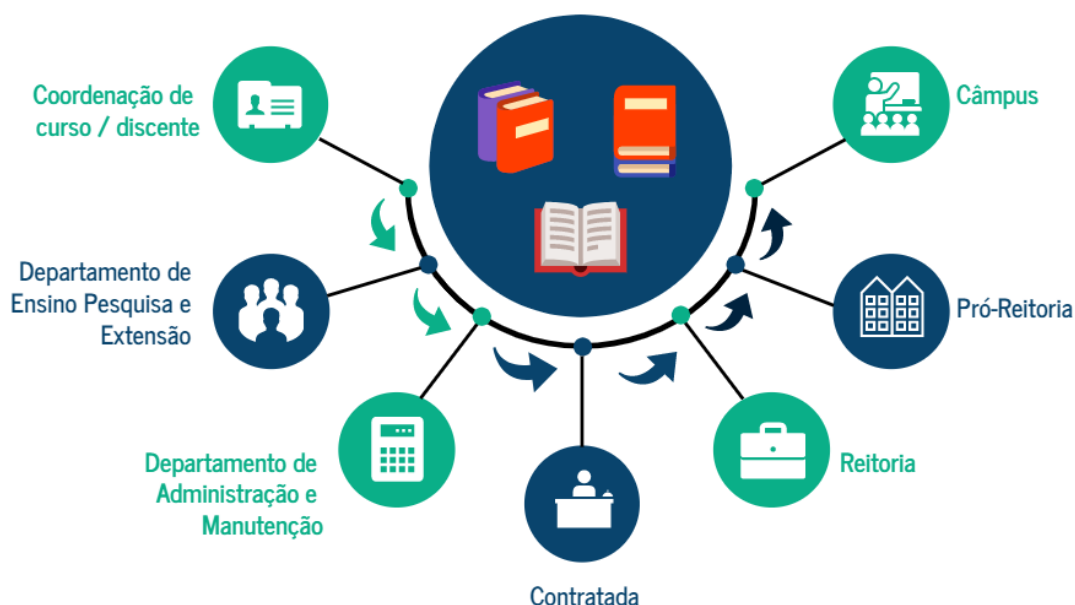 Coordenação de
curso / discente
Departamento de
Ensino Pesquisa e
Extensão
Departamento de
Administração e
Manutenção
Contratada
Reitoria
Pró-Reitoria
Câmpus